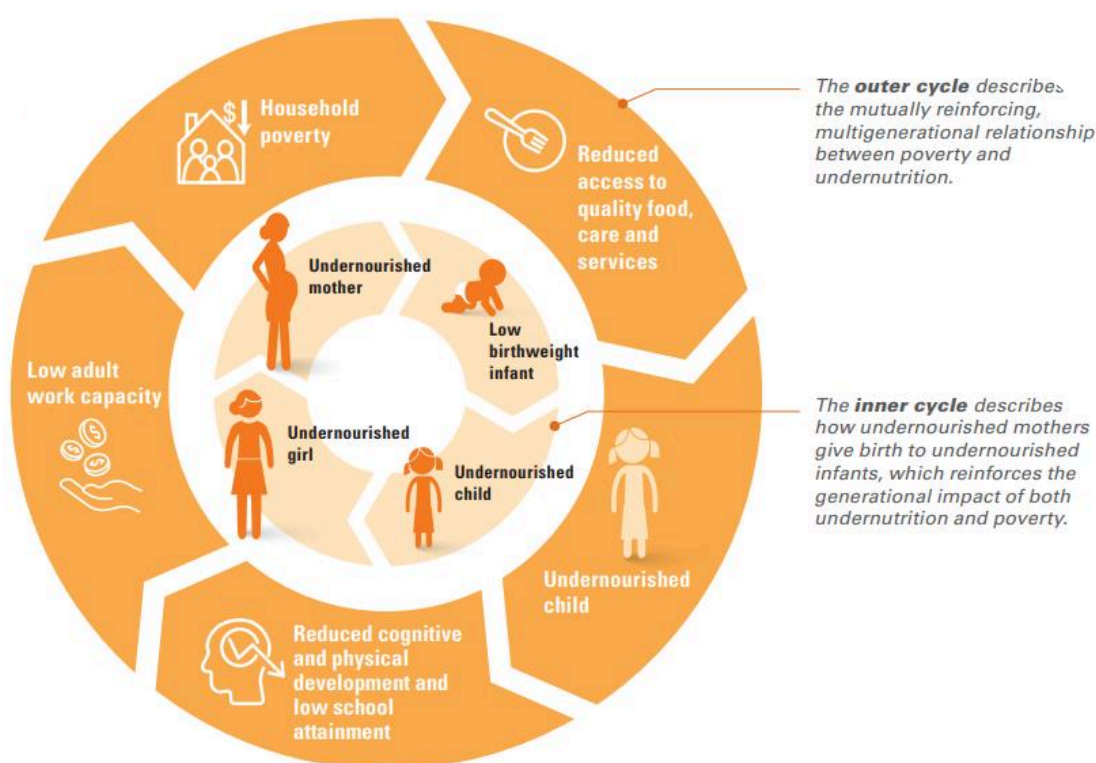 Household
poverty
Reduced
access to
quality food,
care and
services
Undernourished
child
Reduced cognitive
and physical
development and
low school
attainment
Low adult
work capacity
Undernourished
mother
Low
birthweight
infant
Undernourished
child
Undernourished
girl
The outer cycle describes
the mutually reinforcing,
multigenerational relationship
between poverty and
undernutrition.
The inner cycle describes
how undernourished mothers
give birth to undernourished
infants, which reinforces the
generational impact of both
undernutrition and poverty.